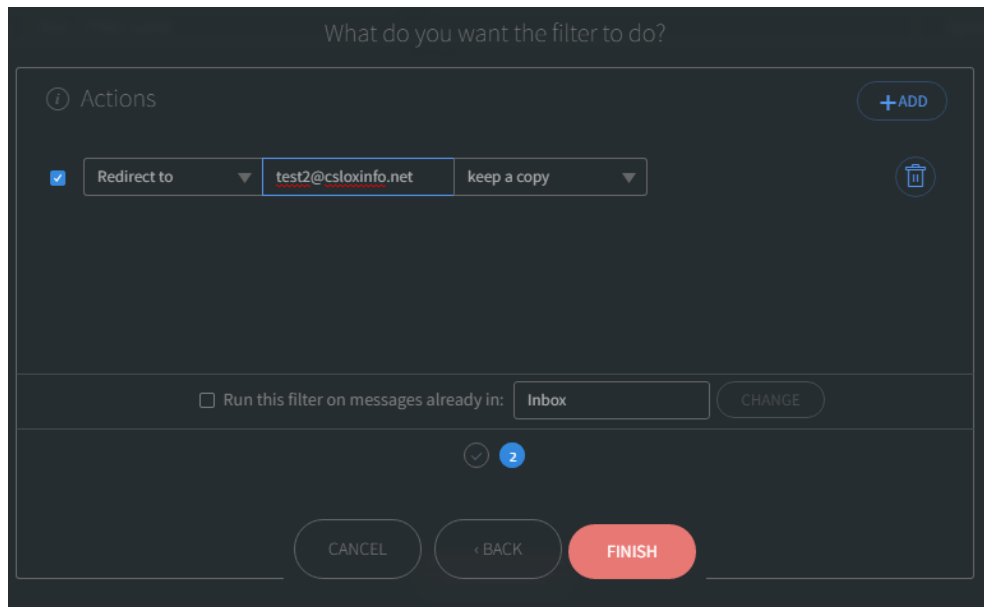 What do you want the filter to do?
i Actions
+ADD
Redirect to test2@csloxinfo.net keep a copy
Run this filter on messages already in: Inbox CHANGE
2
CANCEL ‹ BACK FINISH